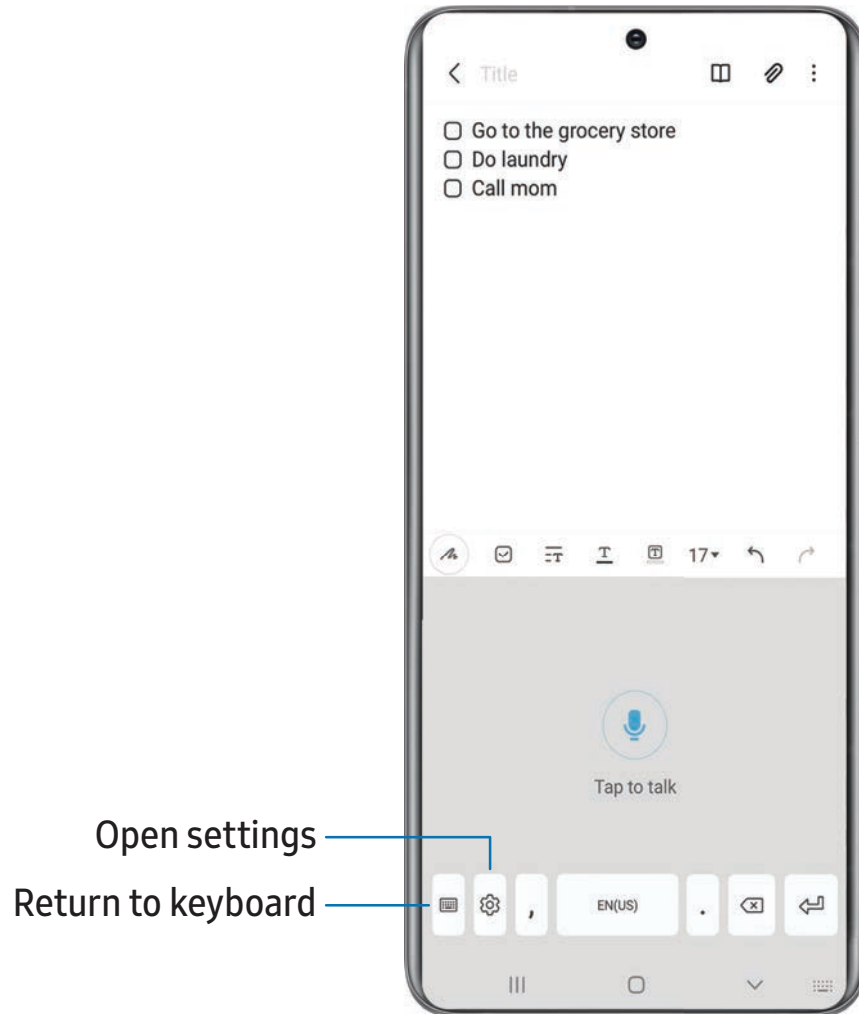 Title
Go to the grocery store
Do laundry
Call mom
17
Tap to talk
Open settings
Return to keyboard
,
EN(US)
.